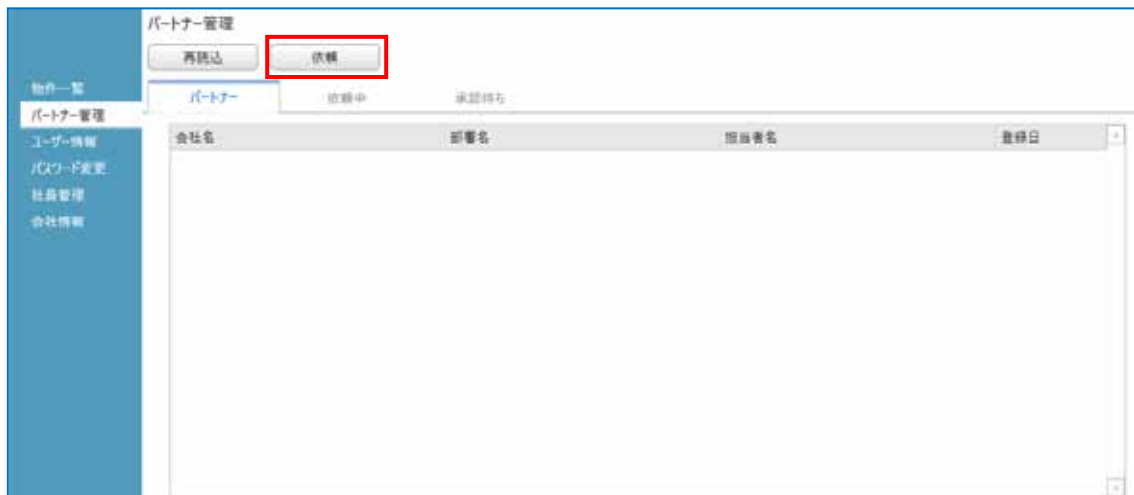 パートナー管理
再読込 依頼
物件一覧
パートナー管理
ユーザー情報
パスワード変更
社員管理
会社情報
パートナー 依頼中 承認待ち
会社名 部署名 担当者名 登録日